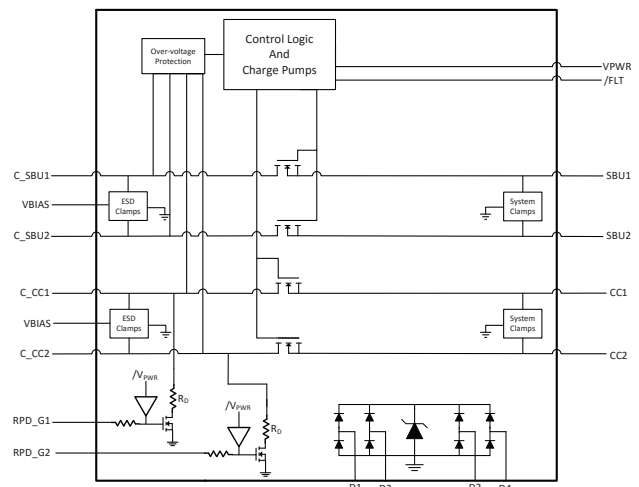 Over-voltage
Protection
Control Logic
And
Charge Pumps
VPWR
/FLT
C_SBU1
SBU1
VBIAS
ESD
Clamps
System
Clamps
C_SBU2
SBU2
C_CC1
CC1
VBIAS
ESD
Clamps
System
Clamps
C_CC2
CC2
/VPWR
RD
/VPWR
RD
RPD_G1
RPD_G2
D1 D2 D3 D4